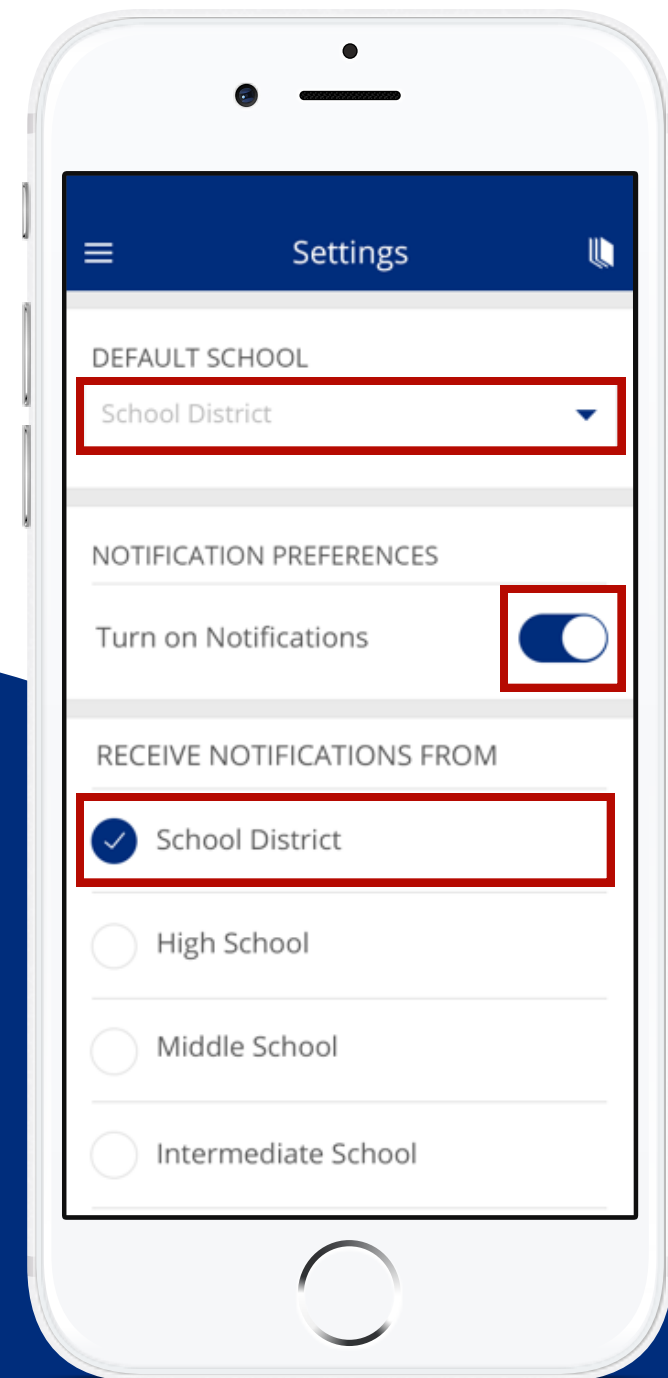 Settings
DEFAULT SCHOOL
School District
NOTIFICATION PREFERENCES
Turn on Notifications
RECEIVE NOTIFICATIONS FROM
School District
High School
Middle School
Intermediate School